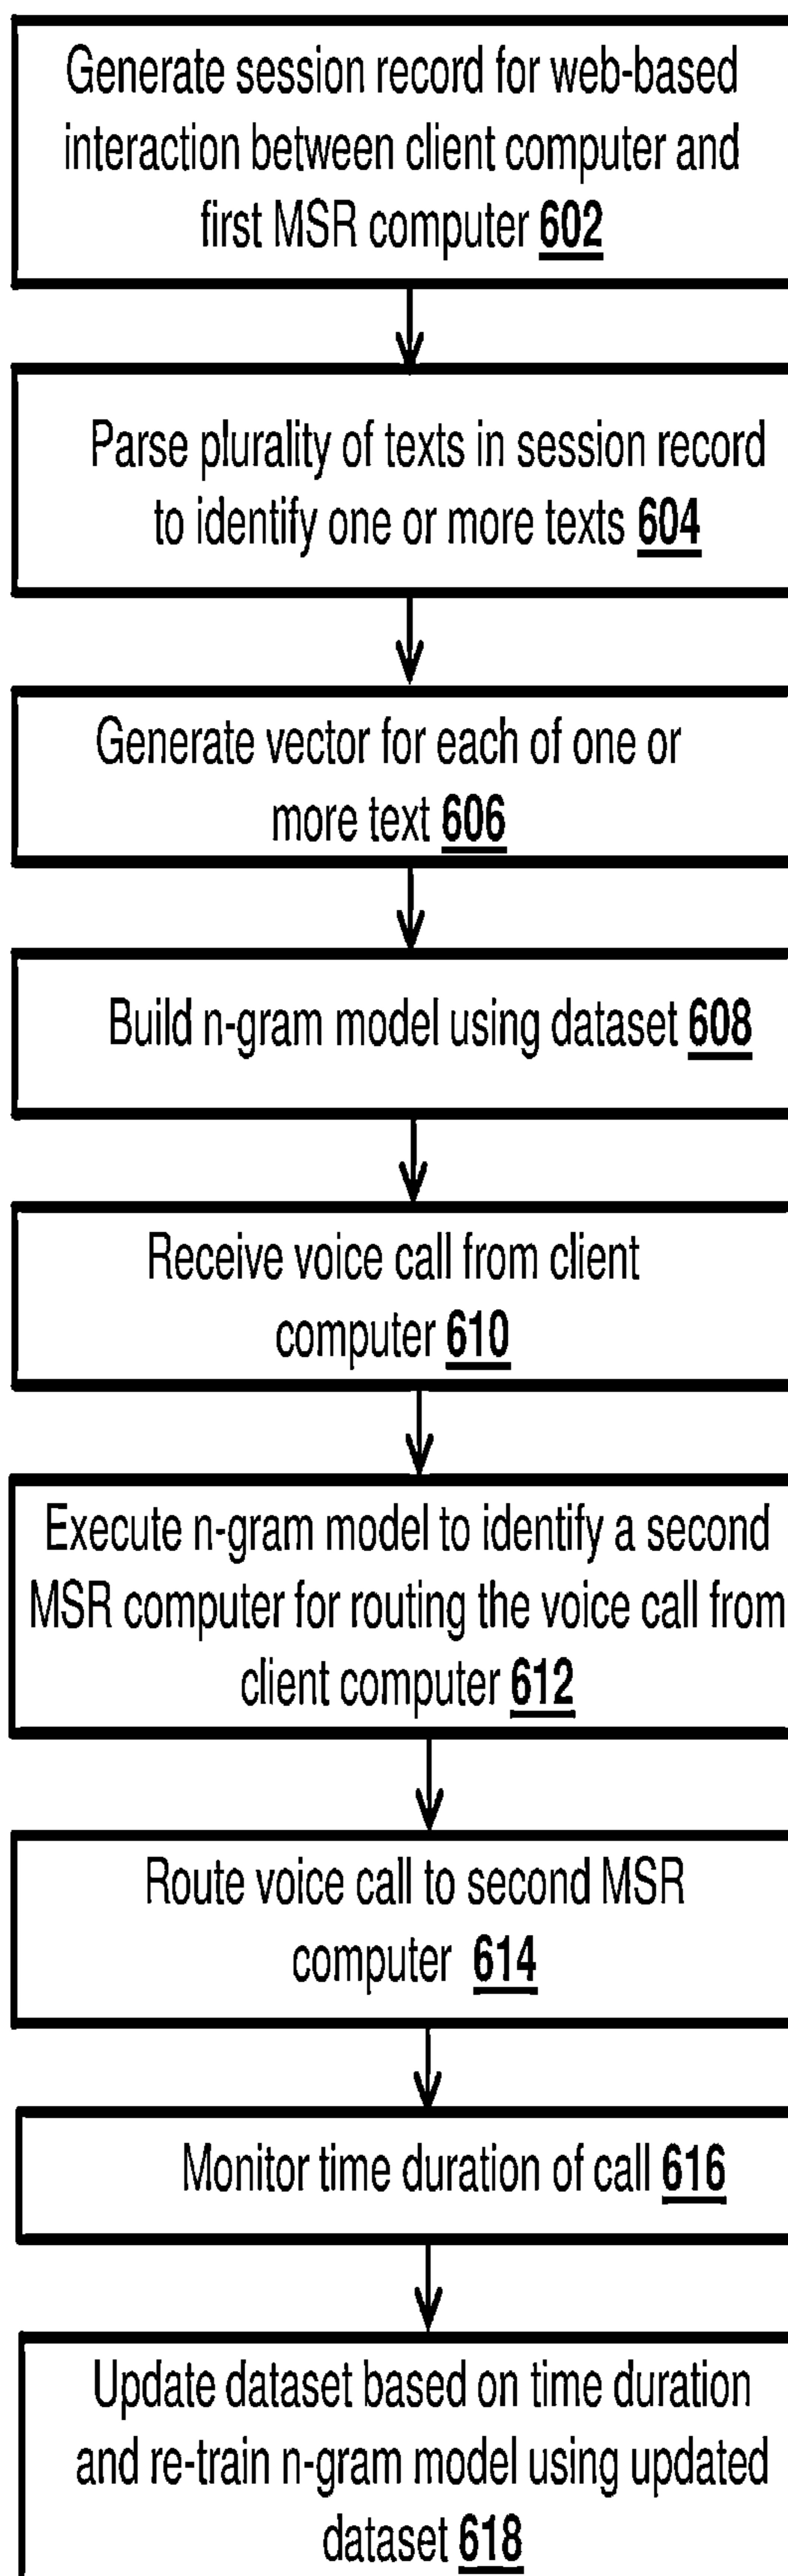 Generate session record for web-based
interaction between client computer and
first MSR computer 602
Parse plurality of texts in session record
to identify one or more texts 604
Generate vector for each of one or
more text 606
Build n-gram model using dataset 608
Receive voice call from client
computer 610
Execute n-gram model to identify a second
MSR computer for routing the voice call from
client computer 612
Route voice call to second MSR
computer 614
Monitor time duration of call 616
Update dataset based on time duration
and re-train n-gram model using updated
dataset 618